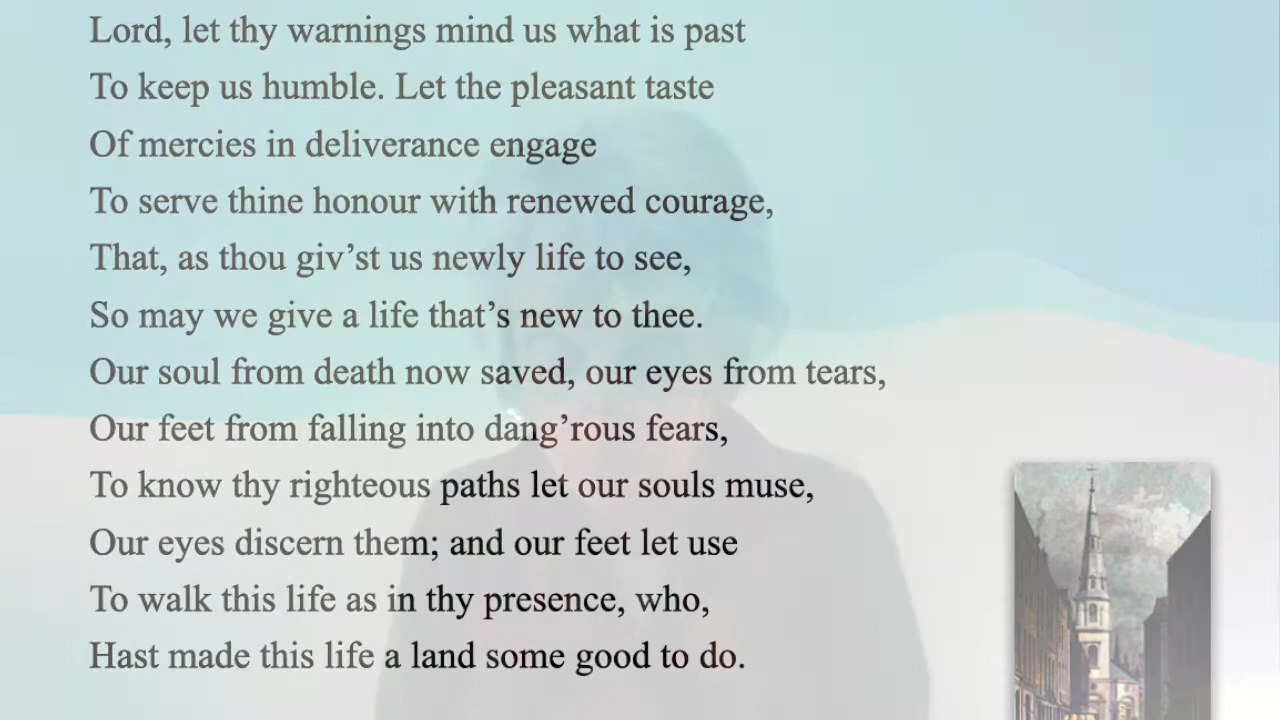 Lord, let thy warnings mind us what is past
To keep us humble. Let the pleasant taste
Of mercies in deliverance engage
To serve thine honour with renewed courage,
That, as thou giv’st us newly life to see,
So may we give a life that’s new to thee.
Our soul from death now saved, our eyes from tears,
Our feet from falling into dang’rous fears,
To know thy righteous paths let our souls muse,
Our eyes discern them; and our feet let use
To walk this life as in thy presence, who,
Hast made this life a land some good to do.